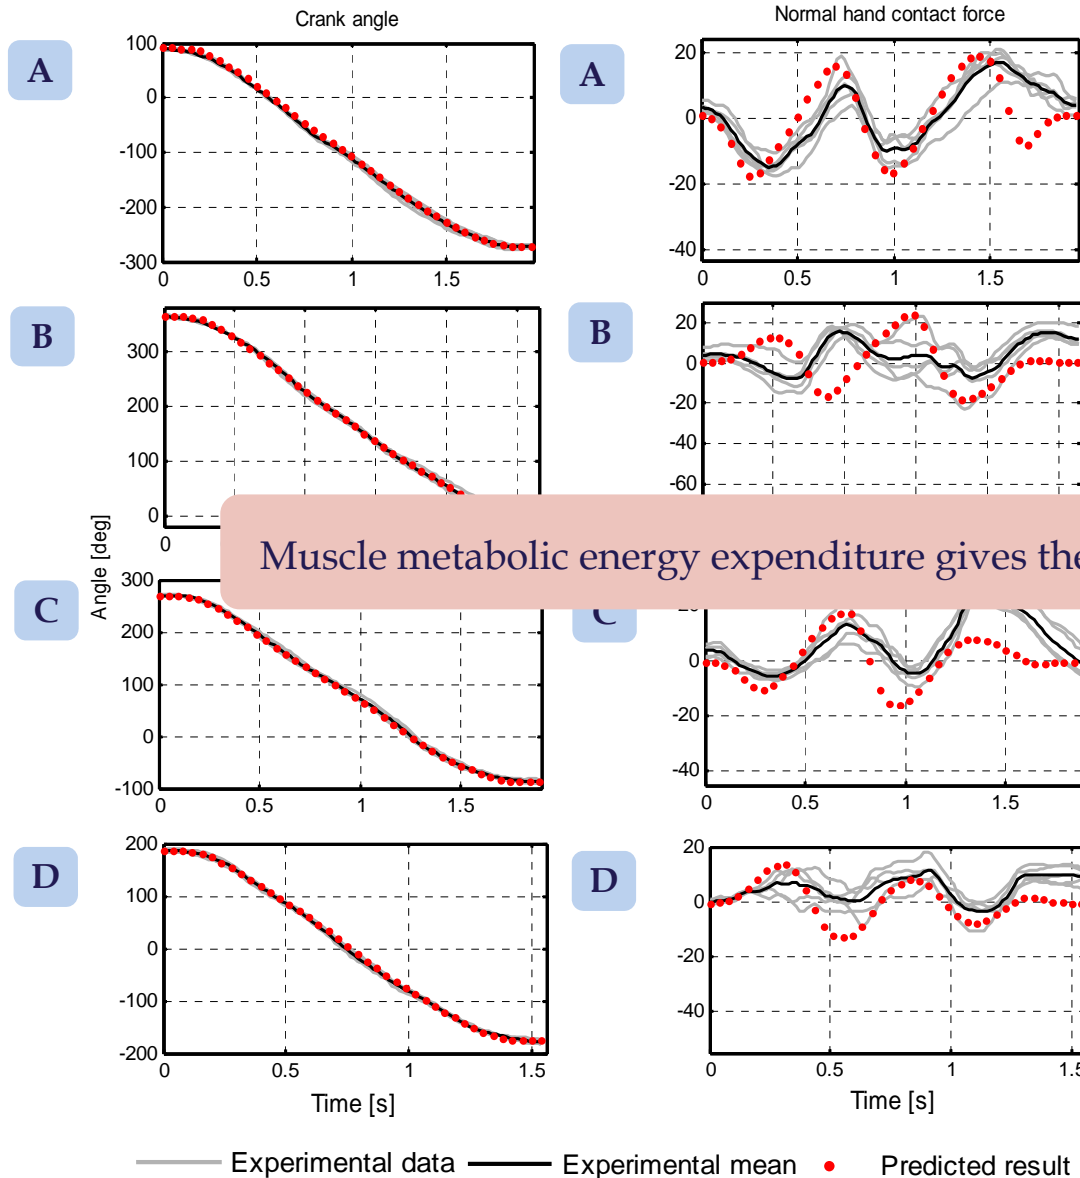 Crank angle
Normal hand contact force
A
100
0
-100
-200
-300
0 0.5 1 1.5
A
20
0
-20
-40
0 0.5 1 1.5
B
300
200
100
0
0
B
20
0
-20
-40
-60
Muscle metabolic energy expenditure gives the
Angle [deg]
C
300
200
100
0
-100
0 0.5 1 1.5
C
20
0
-20
-40
0 0.5 1 1.5
D
200
100
0
-100
-200
0 0.5 1 1.5
Time [s]
D
20
0
-20
-40
0 0.5 1 1.5
Time [s]
Experimental data Experimental mean Predicted result